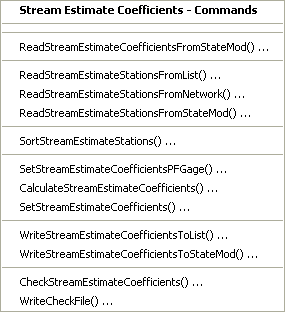 Stream Estimate Coefficients - Commands
ReadStreamEstimateCoefficientsFromStateMod() ...
ReadStreamEstimateStationsFromList() ...
ReadStreamEstimateStationsFromNetwork() ...
ReadStreamEstimateStationsFromStateMod() ...
SortStreamEstimateStations() ...
SetStreamEstimateCoefficientsPFGage() ...
CalculateStreamEstimateCoefficients() ...
SetStreamEstimateCoefficients() ...
WriteStreamEstimateCoefficientsToList() ...
WriteStreamEstimateCoefficientsToStateMod() ...
CheckStreamEstimateCoefficients() ...
WriteCheckFile() ...